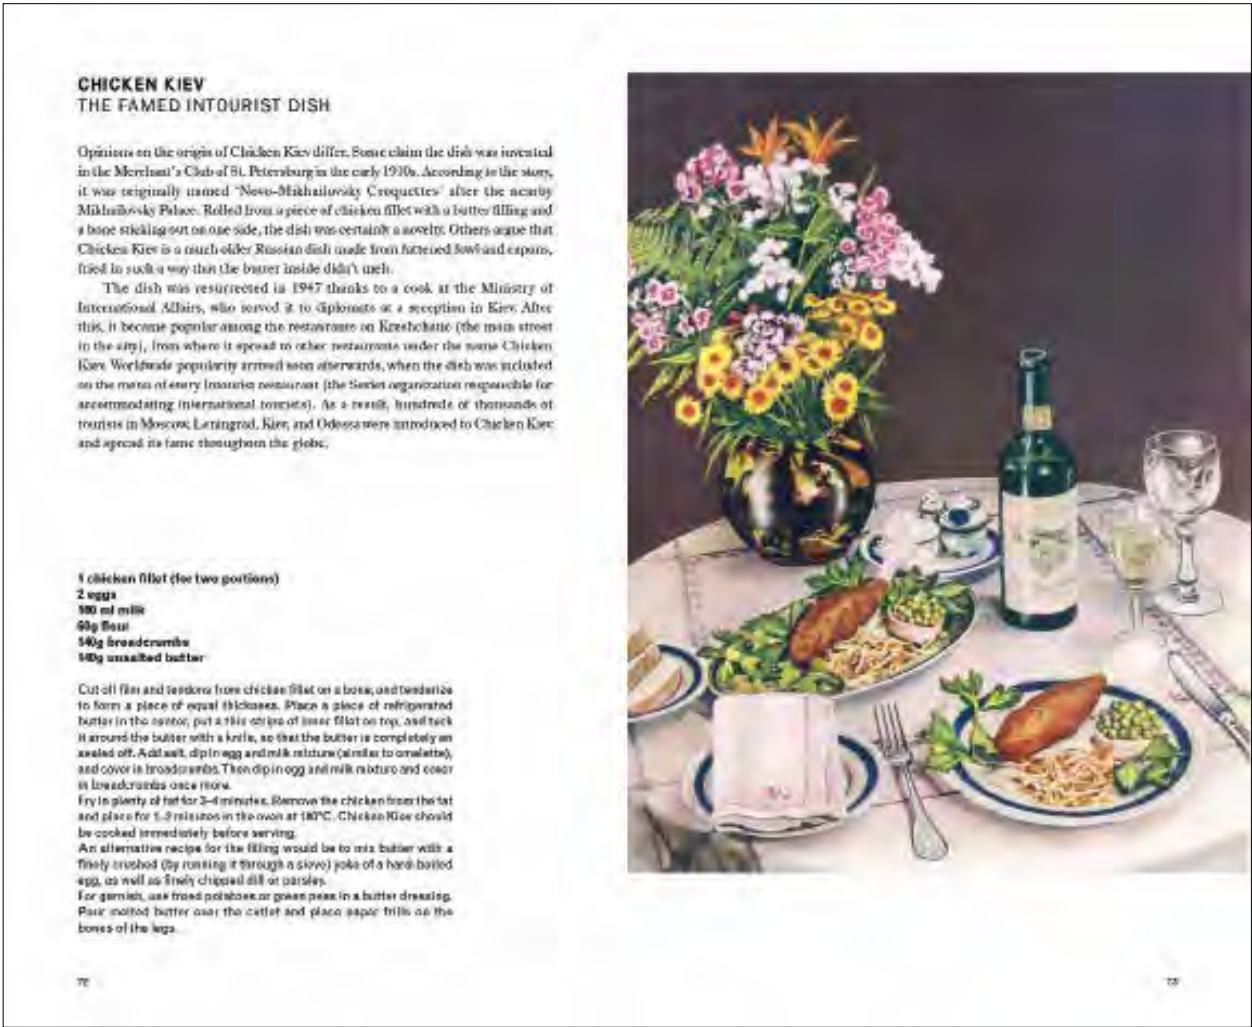 CHICKEN KIEV
THE FAMED INTOURIST DISH
Opinions on the origin of Chicken Kiev differ. Some claim the dish was invented
in the Merchant's Club of St. Petersburg in the early 1910s. According to the story,
it was originally named 'Novo-Mikhailovsky Croquettes' after the nearby
Mikhailovsky Palace. Rolled from a piece of chicken fillet with a butter filling and
a bone sticking out on one side, the dish was certainly a novelty. Others argue that
Chicken Kiev is a much older Russian dish made from fattened fowl and capons,
fried in such a way that the butter inside didn't melt.
The dish was resurrected in 1947 thanks to a cook at the Ministry of
International Affairs, who served it to diplomats at a reception in Kiev. After
this, it became popular among the restaurants on Kreshchatic (the main street
in the city), from where it spread to other restaurants under the name Chicken
Kiev. Worldwide popularity arrived soon afterwards, when the dish was included
on the menu of every Intourist restaurant (the Soviet organization responsible for
accommodating international tourists). As a result, hundreds of thousands of
tourists in Moscow, Leningrad, Kiev, and Odessa were introduced to Chicken Kiev
and spread its fame throughout the globe.
1 chicken fillet (for two portions)
2 eggs
ml milk
flour
140g breadcrumbs
140g unsalted butter
Cut off film and tendons from chicken fillet on a bone, and tenderize
to form a piece of equal thickness. Place a piece of refrigerated
butter in the center, put a thin stripe of inner fillet on top, and tuck
it around the butter with a knife, so that the butter is completely
sealed off. Add salt, dip in egg and milk mixture (similar to omelette),
and cover in breadcrumbs. Then dip in egg and milk mixture and cover
in breadcrumbs once more.
Fry in plenty of fat for 3–4 minutes. Remove the chicken from the fat
and place for 1–2 minutes in the oven at 180°C. Chicken Kiev should
be cooked immediately before serving.
An alternative recipe for the filling would be to mix butter with a
finely crushed (by running it through a sieve) yoke of a hard-boiled
egg, as well as finely chipped dill or parsley.
For garnish, use fried potatoes or green peas in a butter dressing.
Pour melted butter over the cutlet and place paper frills on the
bones of the legs.
72
73